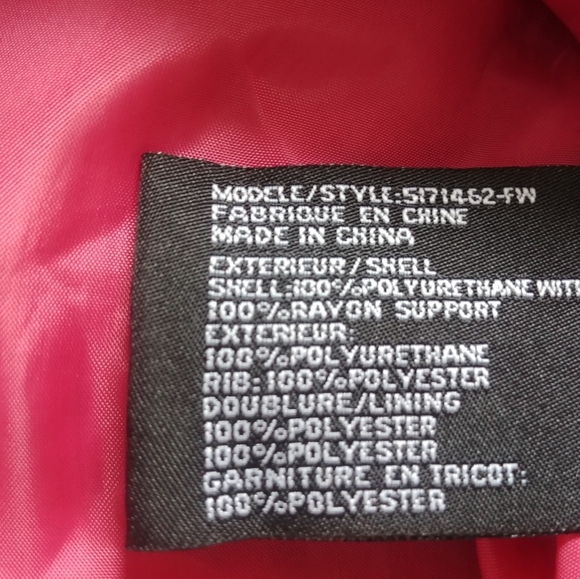 MODELE/STYLE:5171462-FW
FABRIQUE EN CHINE
MADE IN CHINA
EXTERIEUR/SHELL
SHELL:100%POLYURETHANE WITH
100%RAYON SUPPORT
EXTERIEUR:
100%POLYURETHANE
RIB:100%POLYESTER
DOUBLURE/LINING
100%POLYESTER
100%POLYESTER
GARNITURE EN TRICOT:
100%POLYESTER